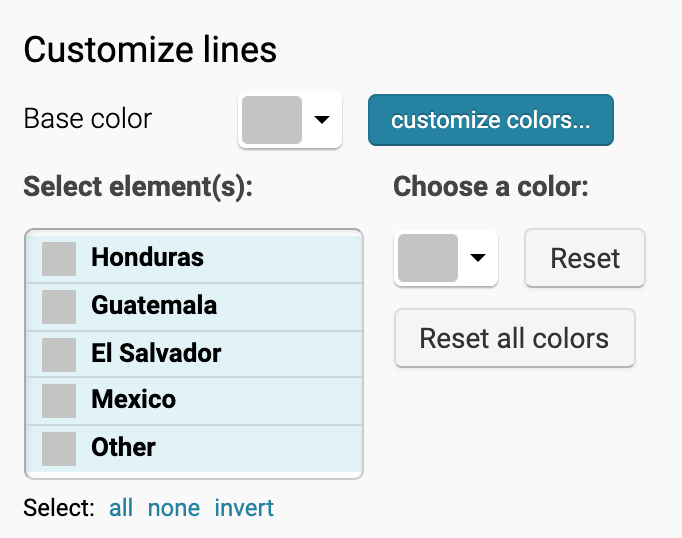 Customize lines
Base color customize colors...
Select element(s): Choose a color:
Honduras
Guatemala
El Salvador
Mexico
Other
Reset
Reset all colors
Select: all none invert